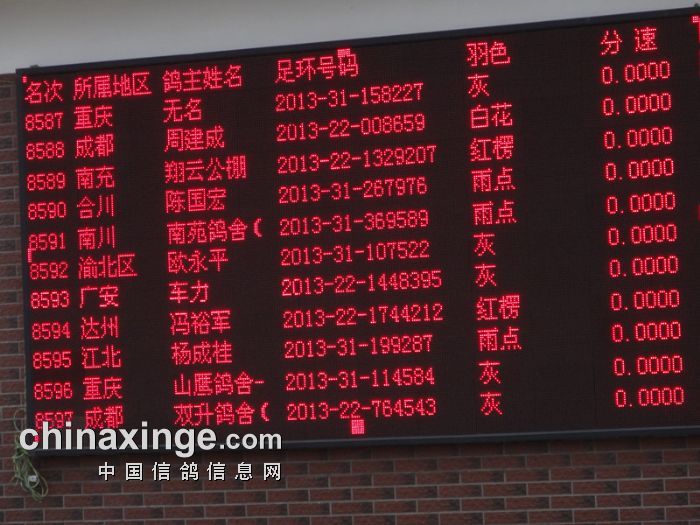 名次 所属地区 鸽主姓名 足环号码 羽色 分速
8587 重庆 无名 2013-31-158227 灰 0.0000
8588 成都 周建成 2013-22-008659 白花 0.0000
8589 南充 翔云公棚 2013-22-1329207 红楞 0.0000
8590 合川 陈国宏 2013-31-267976 雨点 0.0000
8591 南川 南苑鸽舍( 2013-31-369589 雨点 0.0000
8592 渝北区 欧永平 2013-31-107522 灰 0.0000
8593 广安 车力 2013-22-1448395 灰 0.0000
8594 达州 冯裕军 2013-22-1744212 红楞 0.0000
8595 江北 杨成桂 2013-31-199287 雨点 0.0000
8596 重庆 山鹰鸽舍- 2013-31-114584 灰 0.0000
8597 成都 双升鸽舍( 2013-22-764543 灰 0.0000
chinaxinge.com
中国信鸽信息网